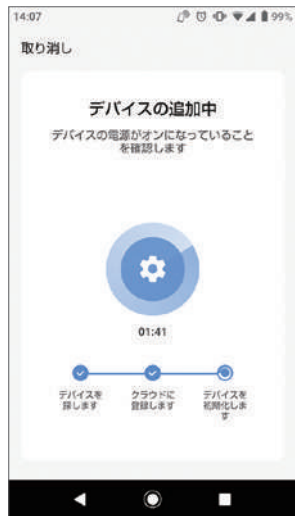 14:07 99%
取り消し
デバイスの追加中
デバイスの電源がオンになっていること
を確認します
01:41
デバイスを
探します
クラウドに
登録します
デバイスを
初期化しま
す